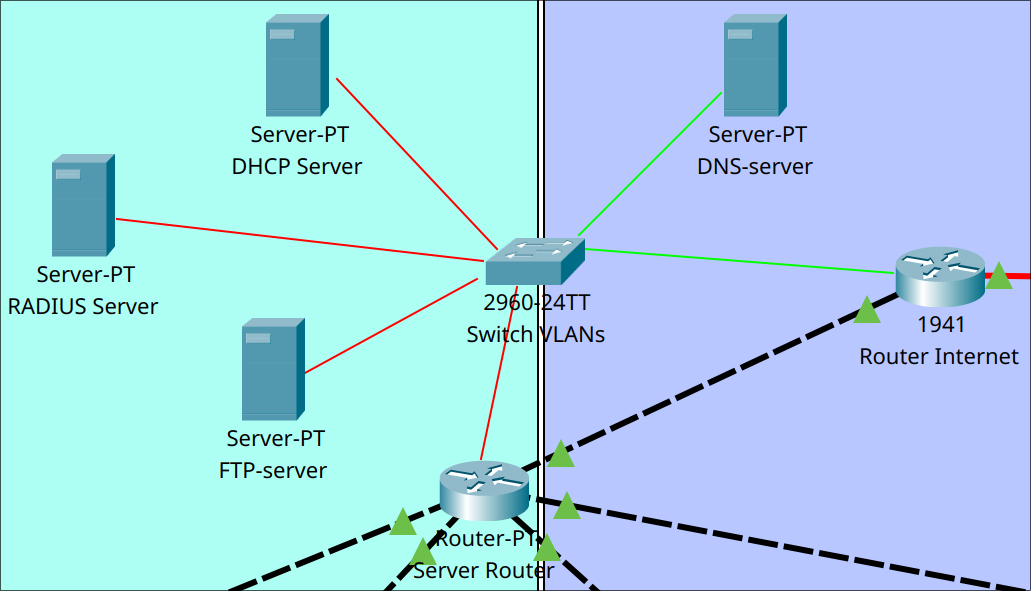 Server-PT
DHCP Server
Server-PT
DNS-server
Server-PT
RADIUS Server
2960-24TT
Switch VLANs
1941
Router Internet
Server-PT
FTP-server
Router-PT
Server Router